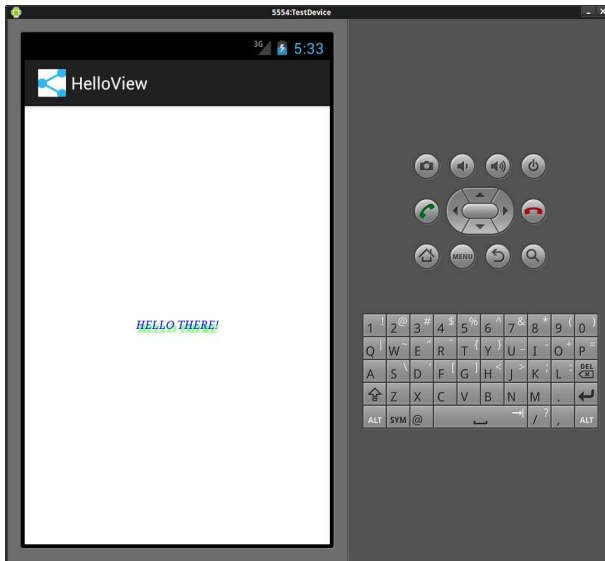 5554:TestDevice
3G 5:33
HelloView
HELLO THERE!
MENU
1 ! 2 @ 3 # 4 $ 5 % 6 ^ 7 & 8 * 9 ( 0 )
Q | W ~ E " R ` T { Y } U _ I - O + P =
A S \ D ' F [ G ] H < J > K ; L : DEL
Z X C V B N M .
ALT SYM @ / ? , ALT